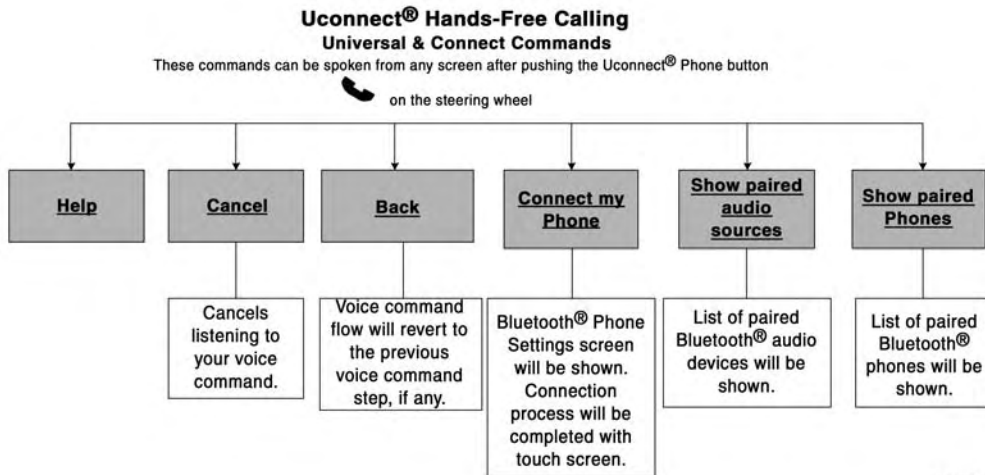 Uconnect® Hands-Free Calling
Universal & Connect Commands
These commands can be spoken from any screen after pushing the Uconnect® Phone button
on the steering wheel
Help
Cancel
Back
Connect my
Phone
Show paired
audio
sources
Show paired
Phones
Cancels
listening to
your voice
command.
Voice command
flow will revert to
the previous
voice command
step, if any.
Bluetooth® Phone
Settings screen
will be shown.
Connection
process will be
completed with
touch screen.
List of paired
Bluetooth® audio
devices will be
shown.
List of paired
Bluetooth®
phones will be
shown.